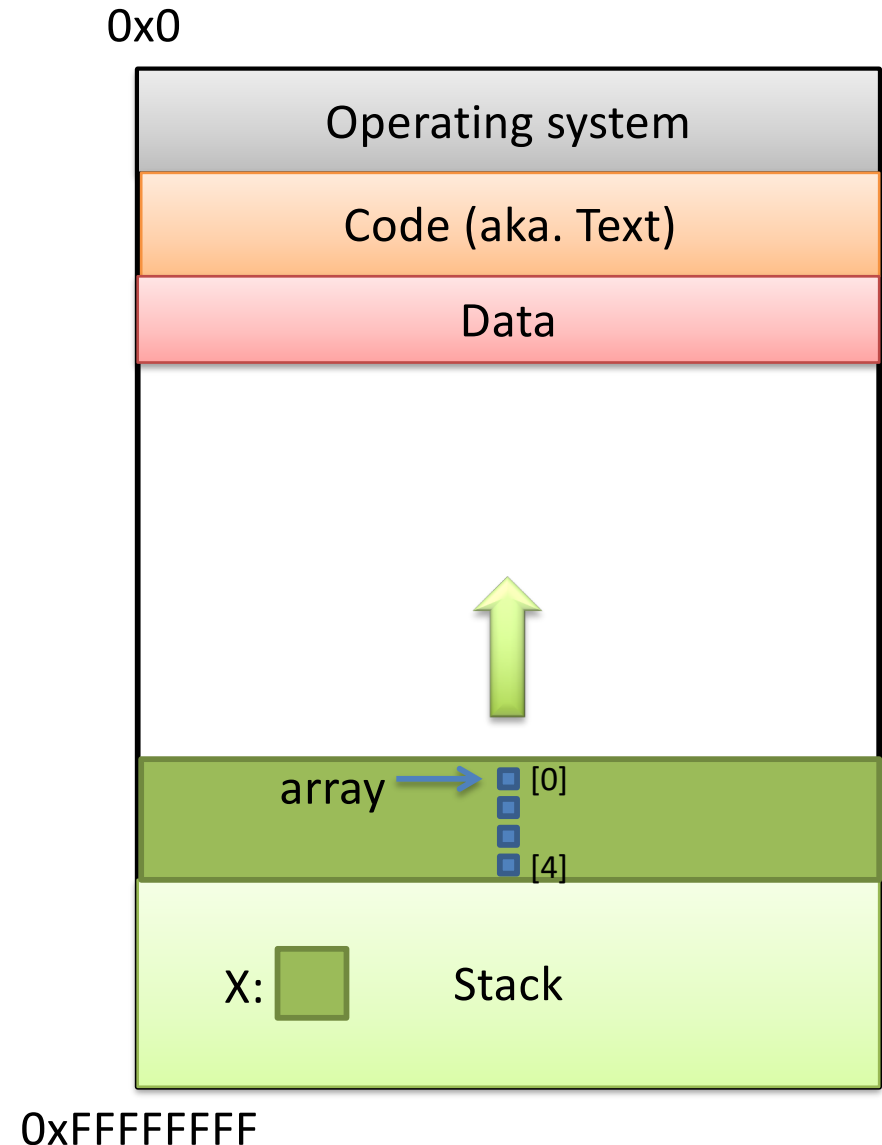 0x0
Operating system
Code (aka. Text)
Data
array
[0]
[4]
X:
Stack
0xFFFFFFFF